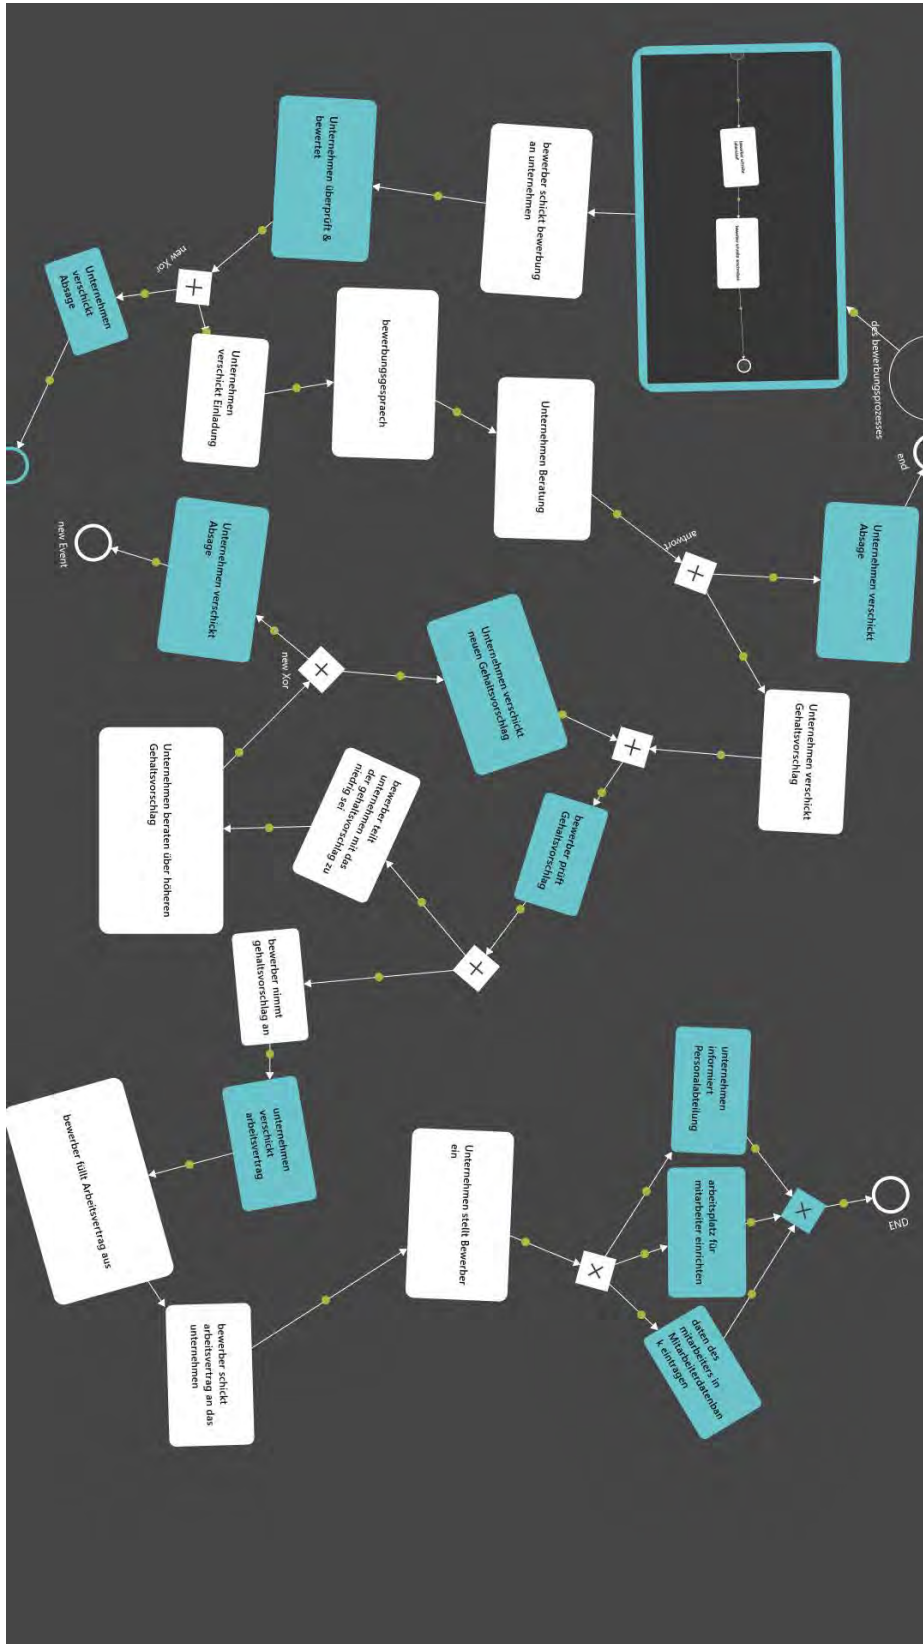 des bewerbungsprozesses
bewerber schickt bewerbung
an unternehmen
Unternehmen überprüft &
bewertet
new Xor
Unternehmen
verschickt
Absage
Unternehmen
verschickt Einladung
bewerbungsgespraech
Unternehmen Beratung
antwort
Unternehmen verschickt
Absage
end
Unternehmen verschickt
Gehaltsvorschlag
bewerber prüft
Gehaltsvorschlag
bewerber teilt
unternehmen mit das
der gehaltsvorschlag zu
niedrig sei
Unternehmen beraten über höheren
Gehaltsvorschlag
new Xor
Unternehmen verschickt
Absage
new Event
Unternehmen verschickt
neuen Gehaltsvorschlag
bewerber nimmt
gehaltsvorschlag an
unternehmen
verschickt
arbeitsvertrag
bewerber füllt Arbeitsvertrag aus
bewerber schickt
arbeitsvertrag an das
unternehmen
Unternehmen stellt Bewerber
ein
unternehmen
informiert
Personalabteilung
arbeitsplatz für
mitarbeiter einrichten
daten des
mitarbeiters in
Mitarbeiterdatenban
k eintragen
END